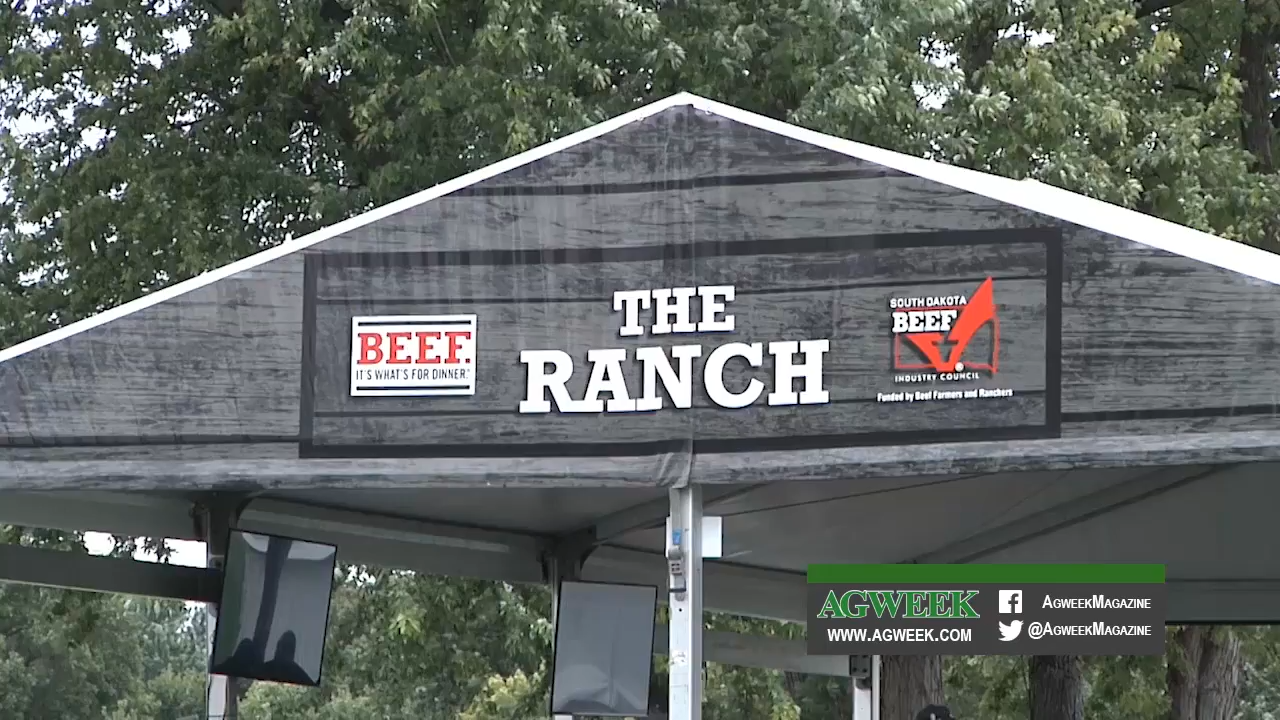 THE
RANCH
BEEF.
IT'S WHAT'S FOR DINNER.®
SOUTH DAKOTA
BEEF
®
INDUSTRY COUNCIL
Funded by Beef Farmers and Ranchers
AGWEEK
WWW.AGWEEK.COM
AGWEEKMAGAZINE
@AGWEEKMAGAZINE